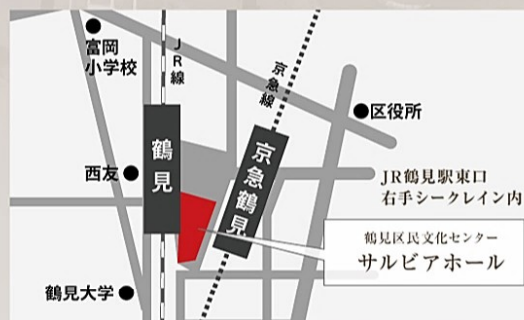 富岡
小学校
JR線
京急線
区役所
鶴見
西友
京急鶴見
JR鶴見駅東口
右手シークレイン内
鶴見区民文化センター
サルビアホール
鶴見大学